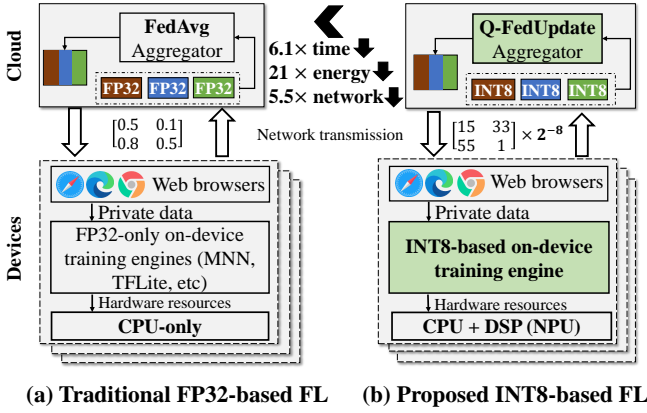 Cloud
FedAvg
Aggregator
FP32 FP32 FP32
6.1× time
21 × energy
5.5× network
Q-FedUpdate
Aggregator
INT8 INT8 INT8
[0.5 0.1
0.8 0.5]
Network transmission
[15 33
55 1] × 2⁻⁸
Devices
Web browsers
Private data
FP32-only on-device
training engines (MNN,
TFLite, etc)
Hardware resources
CPU-only
Web browsers
Private data
INT8-based on-device
training engine
Hardware resources
CPU + DSP (NPU)
(a) Traditional FP32-based FL
(b) Proposed INT8-based FL